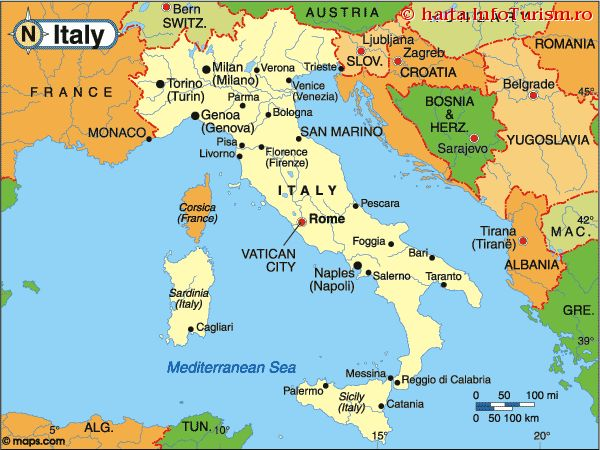 © harta.InfoTurism.ro
N
Italy
Bern
SWITZ.
AUSTRIA
Ljubljana
SLOV.
Zagreb
CROATIA
ROMANIA
Milan
(Milano)
Verona
Trieste
Venice
(Venezia)
Torino
(Turin)
Parma
Bologna
Belgrade
45°
FRANCE
Genoa
(Genova)
BOSNIA
&
HERZ.
Sarajevo
YUGOSLAVIA
MONACO
Pisa
Livorno
Florence
(Firenze)
SAN MARINO
ITALY
Corsica
(France)
Pescara
Rome
VATICAN
CITY
Foggia
Bari
Tirana
(Tiranë)
MAC.
42°
ALBANIA
Naples
(Napoli)
Salerno
Taranto
Sardinia
(Italy)
Cagliari
GRE.
39°
Mediterranean Sea
Messina
Reggio di Calabria
Palermo
Sicily
(Italy)
Catania
0 50 100 mi
0 50 100 km
ALG.
TUN.
5°
10°
15°
20°
© maps.com